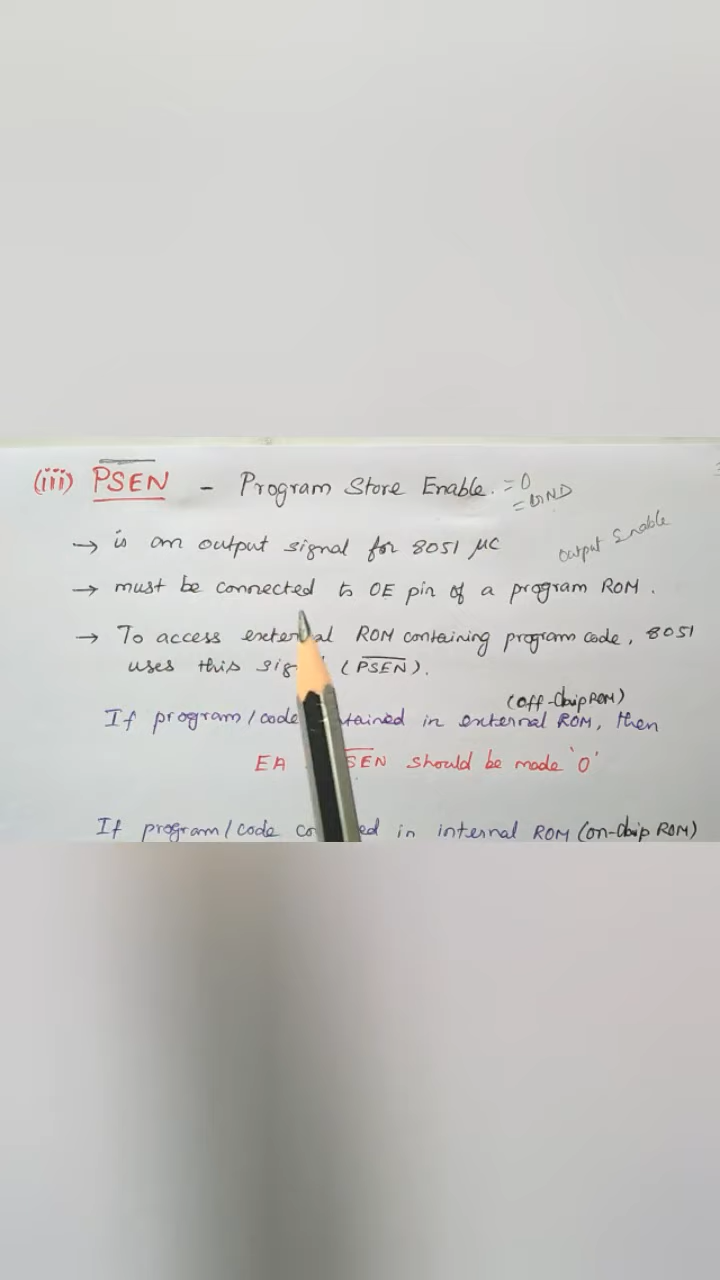 (iii) PSEN - Program Store Enable. = 0
= GND
→ is an output signal for 8051 μC
Output Enable
→ must be connected to OE pin of a program ROM.
→ To access external ROM containing program code, 8051
uses this (PSEN).
(off-chip ROM)
If program/code in external ROM, then
EA should be made '0'
If program/code in internal ROM (on-chip ROM)